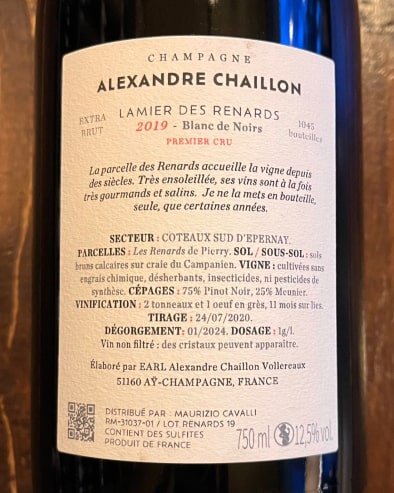 CHAMPAGNE
ALEXANDRE CHAILLON
LAMIER DES RENARDS
EXTRA BRUT
2019 - Blanc de Noirs
1045 bouteilles
PREMIER CRU
La parcelle des Renards accueille la vigne depuis
des siècles. Très ensoleillée, ses vins sont à la fois
très gourmands et salins. Je ne la mets en bouteille,
seule, que certaines années.
SECTEUR : COTEAUX SUD D'EPERNAY.
PARCELLES : Les Renards de Pierry. SOL / SOUS-SOL : sols
bruns calcaires sur craie du Campanien. VIGNE : cultivées sans
engrais chimique, désherbants, insecticides, ni pesticides de
synthèse. CÉPAGES : 75% Pinot Noir, 25% Meunier.
VINIFICATION : 2 tonneaux et 1 oeuf en grès, 11 mois sur lies.
TIRAGE : 24/07/2020.
DÉGORGEMENT : 01/2024. DOSAGE : 1g/l.
Vin non filtré : des cristaux peuvent apparaître.
Élaboré par EARL Alexandre Chaillon Vollereaux
51160 AŸ-CHAMPAGNE, FRANCE
DISTRIBUÉ PAR : MAURIZIO CAVALLI
RM-31037-01 / LOT RENARDS 19
CONTIENT DES SULFITES
PRODUIT DE FRANCE
750 ml 12,5% vol.